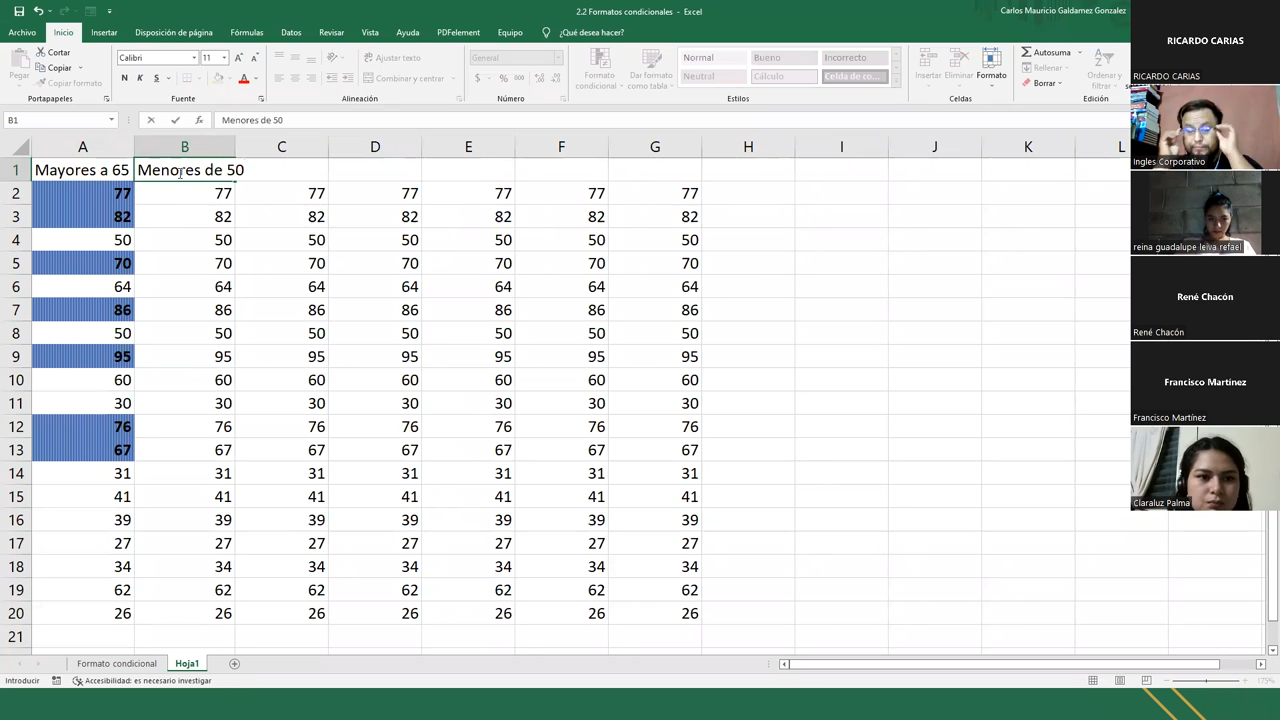 2.2 Formatos condicionales - Excel
Carlos Mauricio Galdamez Gonzalez
Archivo Inicio Insertar Disposición de página Fórmulas Datos Revisar Vista Ayuda PDFelement Equipo ¿Qué desea hacer?
Pegar
Cortar
Copiar
Copiar formato
Portapapeles
Calibri 11
N K S
Fuente
Ajustar texto
Combinar y centrar
Alineación
General
$ % 000
Número
Formato condicional
Dar formato como tabla
Normal Bueno Incorrecto
Neutral Cálculo Celda de co...
Estilos
Insertar Eliminar Formato
Celdas
Autosuma
Rellenar
Borrar
Ordenar y filtrar
Edición
B1 Menores de 50
A B C D E F G H I J K L
1 Mayores a 65 Menores de 50
2 77 77 77 77 77 77 77
3 82 82 82 82 82 82 82
4 50 50 50 50 50 50 50
5 70 70 70 70 70 70 70
6 64 64 64 64 64 64 64
7 86 86 86 86 86 86 86
8 50 50 50 50 50 50 50
9 95 95 95 95 95 95 95
10 60 60 60 60 60 60 60
11 30 30 30 30 30 30 30
12 76 76 76 76 76 76 76
13 67 67 67 67 67 67 67
14 31 31 31 31 31 31 31
15 41 41 41 41 41 41 41
16 39 39 39 39 39 39 39
17 27 27 27 27 27 27 27
18 34 34 34 34 34 34 34
19 62 62 62 62 62 62 62
20 26 26 26 26 26 26 26
21
Formato condicional Hoja1
Introducir Accesibilidad: es necesario investigar 175%
RICARDO CARIAS
RICARDO CARIAS
Ingles Corporativo
reina guadalupe leiva refael
René Chacón
René Chacón
Francisco Martínez
Francisco Martínez
Claraluz Palma